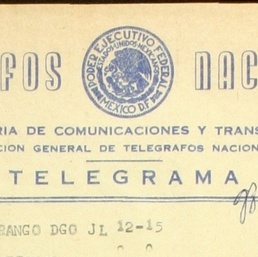 PODER EJECUTIVO FEDERAL
ESTADOS UNIDOS MEXICANOS
MEXICO D.F.
FOS NAC
RIA DE COMUNICACIONES Y TRANS
CION GENERAL DE TELEGRAFOS NACION
TELEGRAMA
RANGO DGO JL 12-15